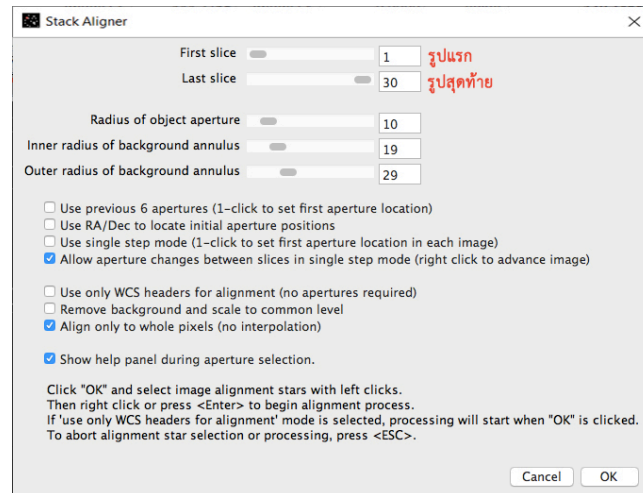 Stack Aligner
First slice 1 รูปแรก
Last slice 30 รูปสุดท้าย
Radius of object aperture 10
Inner radius of background annulus 19
Outer radius of background annulus 29
Use previous 6 apertures (1-click to set first aperture location)
Use RA/Dec to locate initial aperture positions
Use single step mode (1-click to set first aperture location in each image)
Allow aperture changes between slices in single step mode (right click to advance image)
Use only WCS headers for alignment (no apertures required)
Remove background and scale to common level
Align only to whole pixels (no interpolation)
Show help panel during aperture selection.
Click "OK" and select image alignment stars with left clicks.
Then right click or press <Enter> to begin alignment process.
If 'use only WCS headers for alignment' mode is selected, processing will start when "OK" is clicked.
To abort alignment star selection or processing, press <ESC>.
Cancel OK